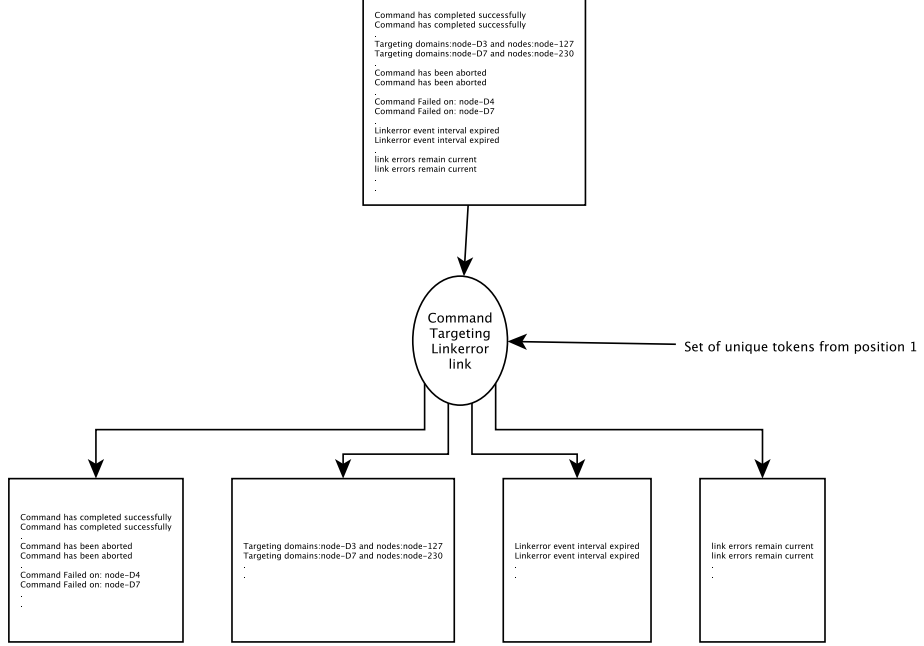 Command has completed successfully
Command has completed successfully
.
Targeting domains:node-D3 and nodes:node-127
Targeting domains:node-D7 and nodes:node-230
.
Command has been aborted
Command has been aborted
.
Command Failed on: node-D4
Command Failed on: node-D7
.
Linkerror event interval expired
Linkerror event interval expired
.
link errors remain current
link errors remain current
.
.
Command
Targeting
Linkerror
link
Set of unique tokens from position 1
Command has completed successfully
Command has completed successfully
.
Command has been aborted
Command has been aborted
.
Command Failed on: node-D4
Command Failed on: node-D7
.
.
Targeting domains:node-D3 and nodes:node-127
Targeting domains:node-D7 and nodes:node-230
.
.
Linkerror event interval expired
Linkerror event interval expired
.
.
link errors remain current
link errors remain current
.
.